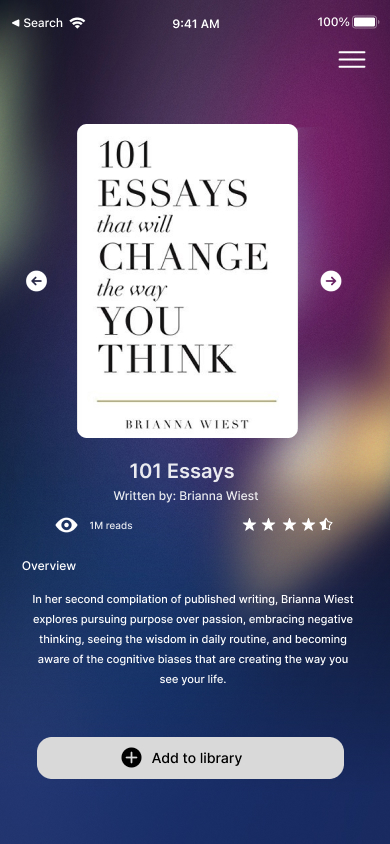 ◀ Search
9:41 AM
100%
101
ESSAYS
that will
CHANGE
the way
YOU
THINK
BRIANNA WIEST
101 Essays
Written by: Brianna Wiest
1M reads
Overview
In her second compilation of published writing, Brianna Wiest
explores pursuing purpose over passion, embracing negative
thinking, seeing the wisdom in daily routine, and becoming
aware of the cognitive biases that are creating the way you
see your life.
Add to library